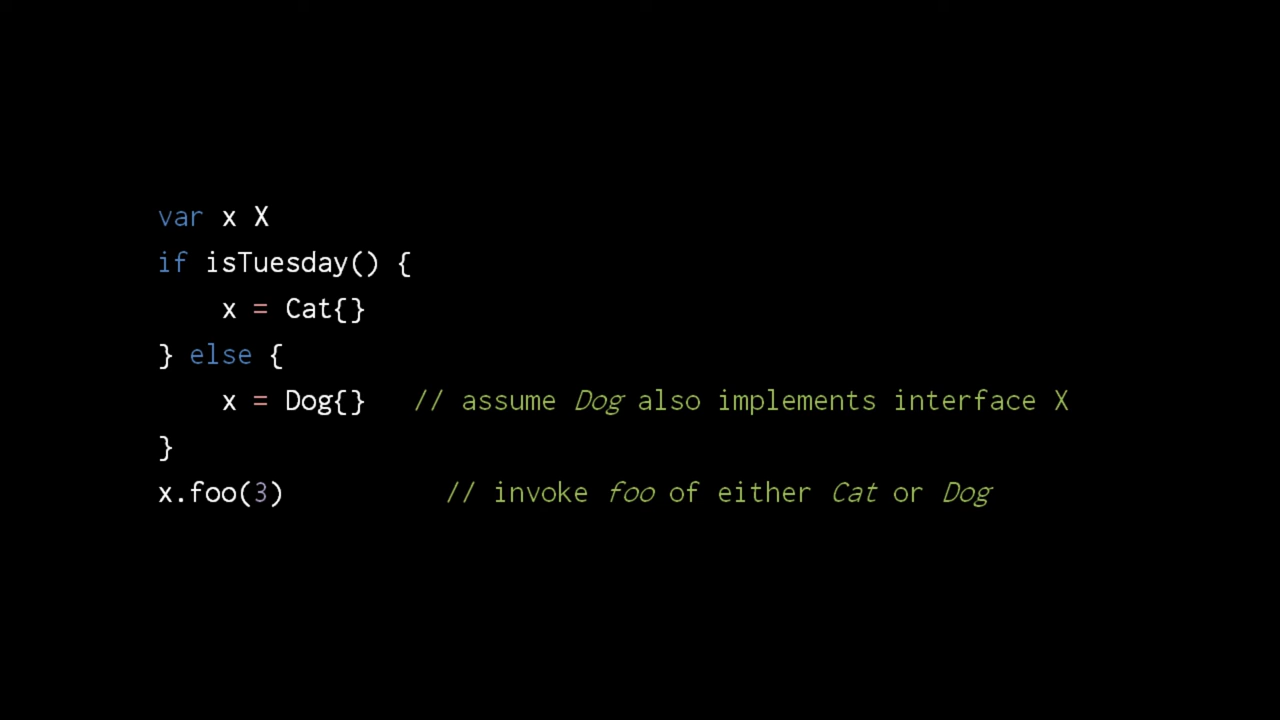 var x X
if isTuesday() {
    x = Cat{}
} else {
    x = Dog{}   // assume Dog also implements interface X
}
x.foo(3)          // invoke foo of either Cat or Dog